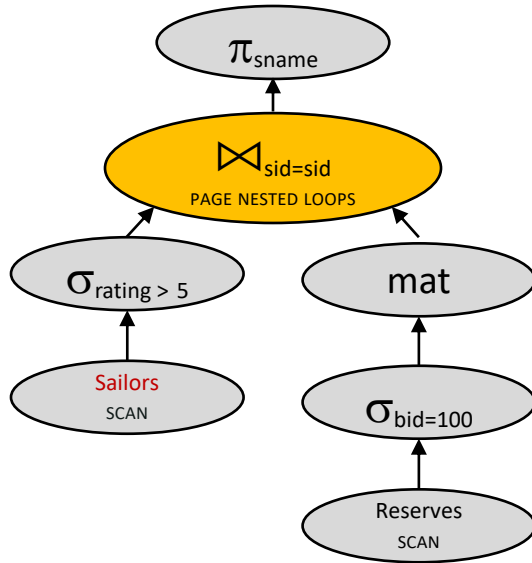 πsname
⋈sid=sid
PAGE NESTED LOOPS
σrating > 5
mat
Sailors
SCAN
σbid=100
Reserves
SCAN